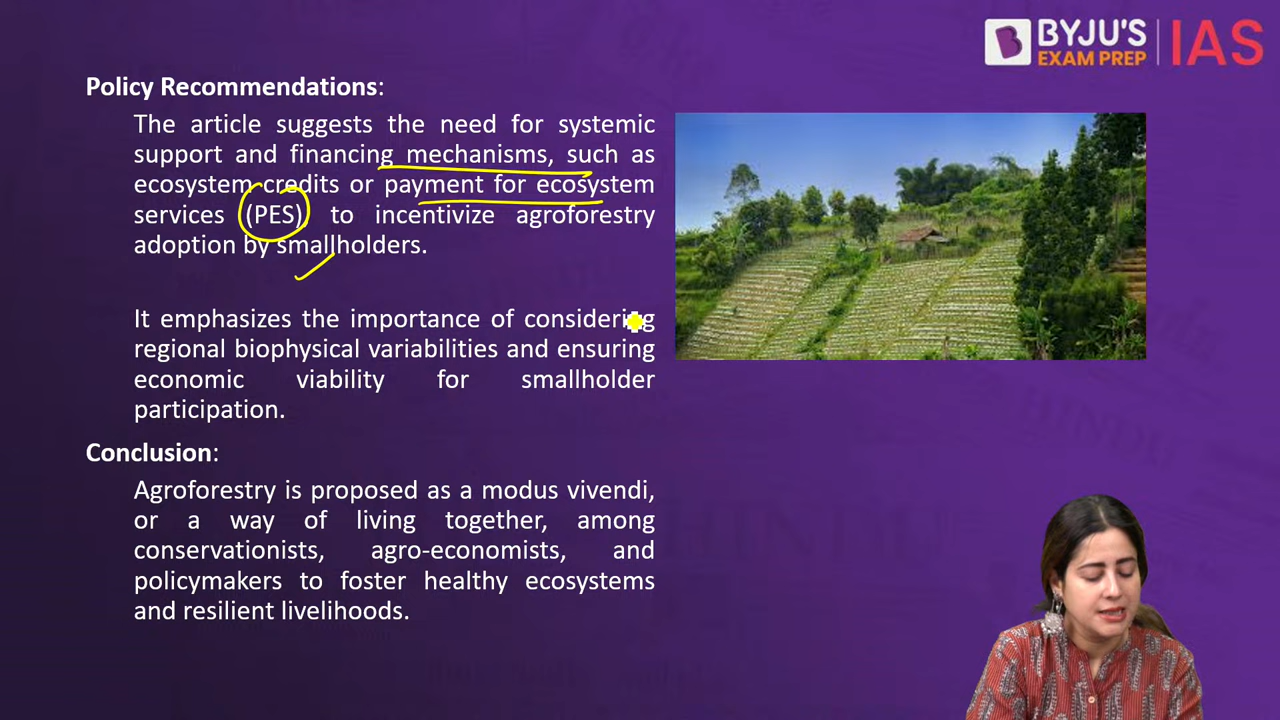 BYJU'S
EXAM PREP
IAS
Policy Recommendations:
The article suggests the need for systemic
support and financing mechanisms, such as
ecosystem credits or payment for ecosystem
services (PES) to incentivize agroforestry
adoption by smallholders.
It emphasizes the importance of considering
regional biophysical variabilities and ensuring
economic viability for smallholder
participation.
Conclusion:
Agroforestry is proposed as a modus vivendi,
or a way of living together, among
conservationists, agro-economists, and
policymakers to foster healthy ecosystems
and resilient livelihoods.